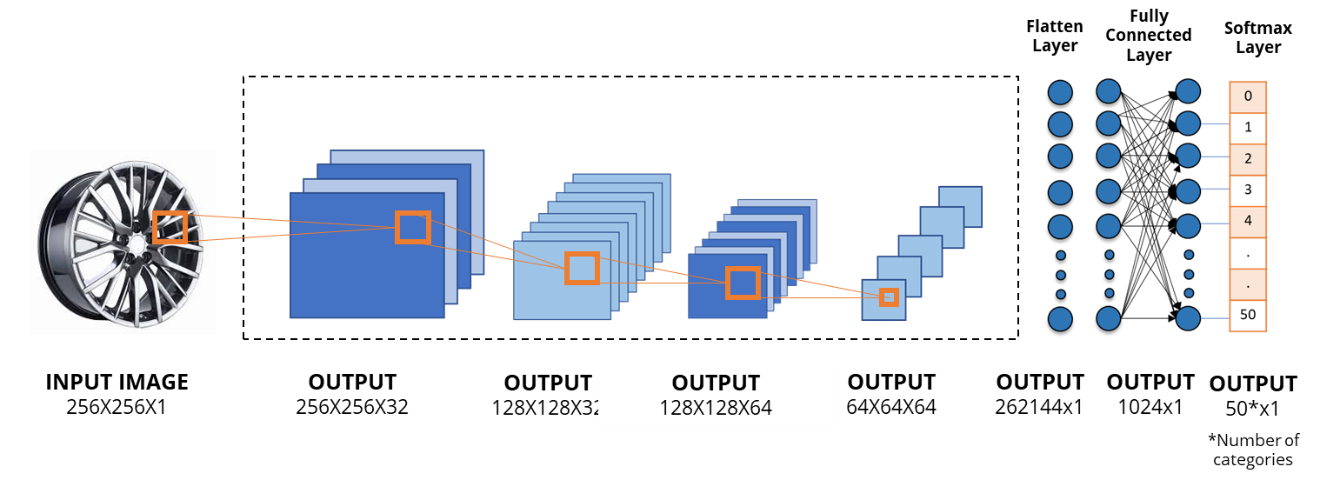 Flatten
Layer
Fully
Connected
Layer
Softmax
Layer
0
1
2
3
4
.
.
50
INPUT IMAGE
256X256X1
OUTPUT
256X256X32
OUTPUT
128X128X32
OUTPUT
128X128X64
OUTPUT
64X64X64
OUTPUT
262144x1
OUTPUT
1024x1
OUTPUT
50*x1
*Number of
categories